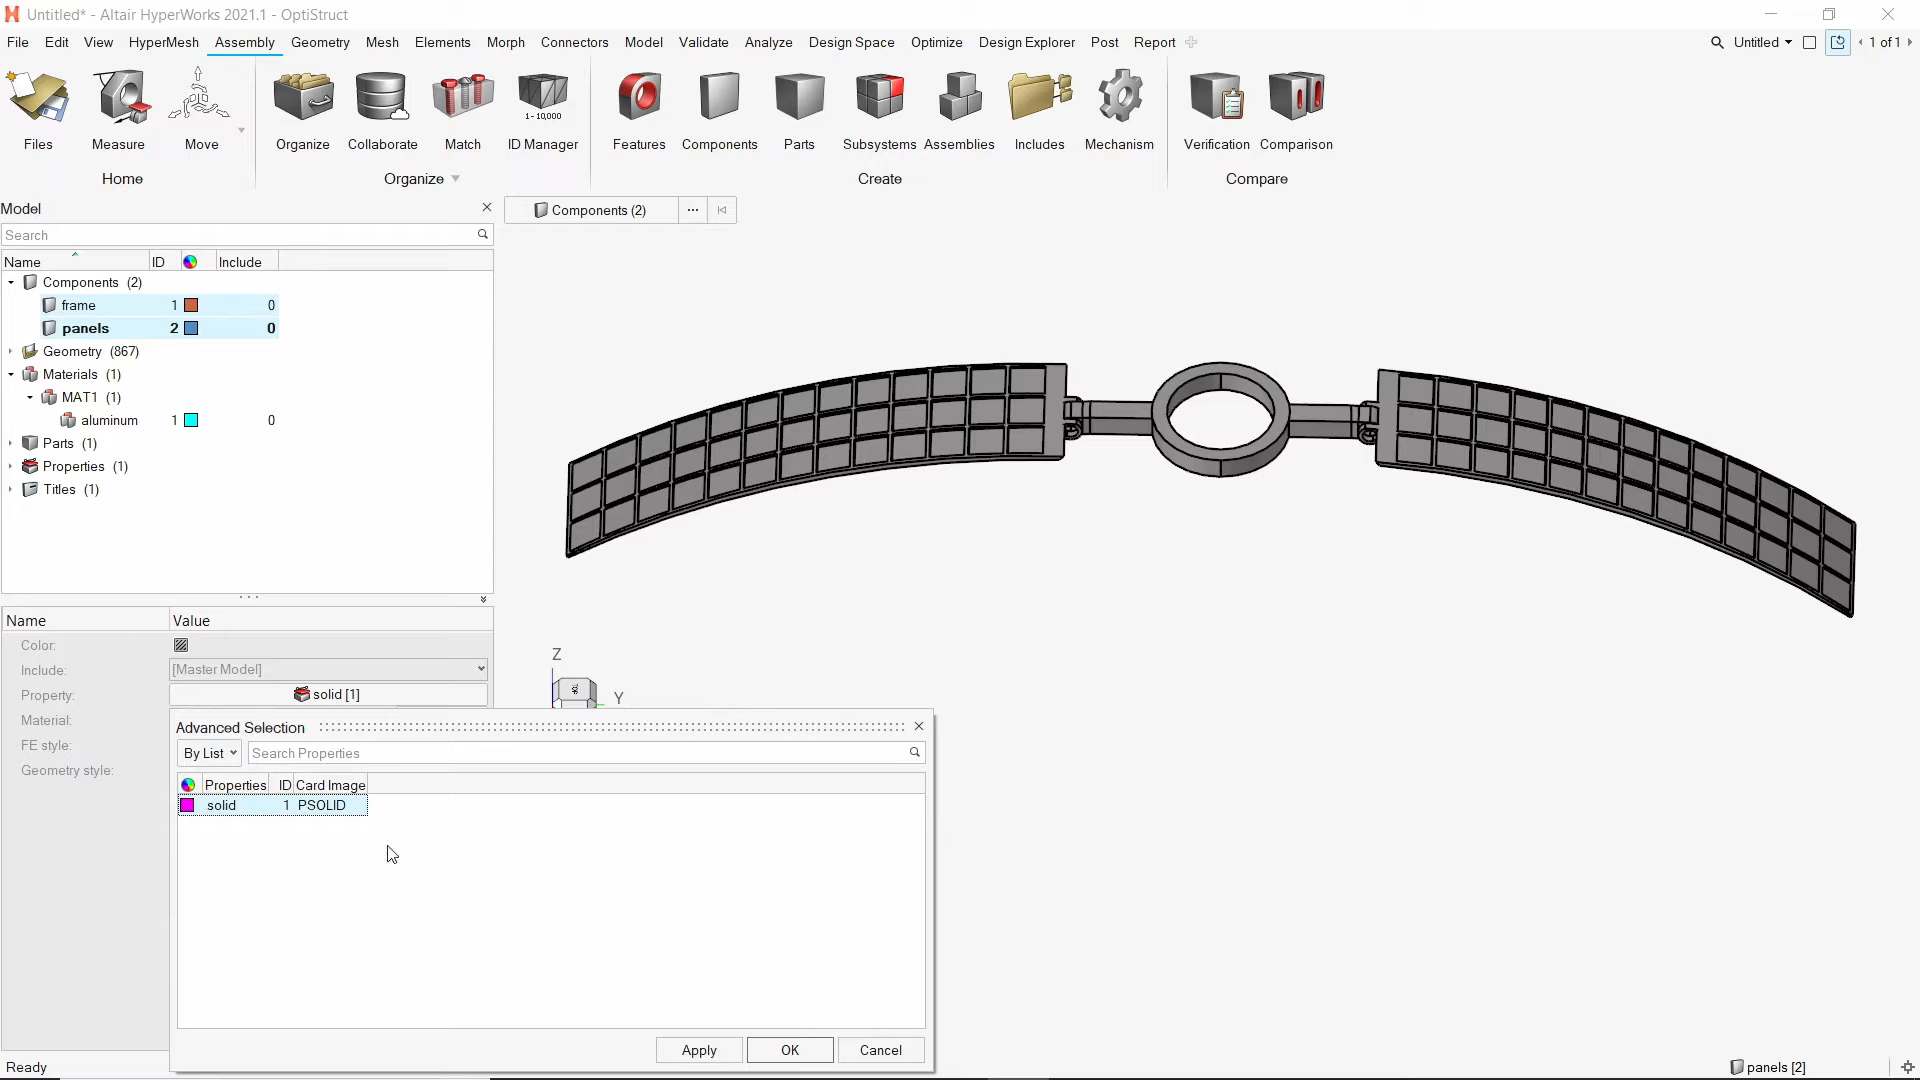 Untitled* - Altair HyperWorks 2021.1 - OptiStruct
File Edit View HyperMesh Assembly Geometry Mesh Elements Morph Connectors Model Validate Analyze Design Space Optimize Design Explorer Post Report Untitled 1 of 1
1 - 10,000
Files Measure Move Organize Collaborate Match ID Manager Features Components Parts Subsystems Assemblies Includes Mechanism Verification Comparison
Home Organize Create Compare
Model
Components (2) ...
Search
Name ID Include
Components (2)
frame 1 0
panels 2 0
Geometry (867)
Materials (1)
MAT1 (1)
aluminum 1 0
Parts (1)
Properties (1)
Titles (1)
Name Value
Color:
Include: [Master Model]
Property: solid [1]
Material:
FE style:
Geometry style:
Z
Y
Advanced Selection
By List Search Properties
Properties ID Card Image
solid 1 PSOLID
Apply OK Cancel
Ready panels [2]